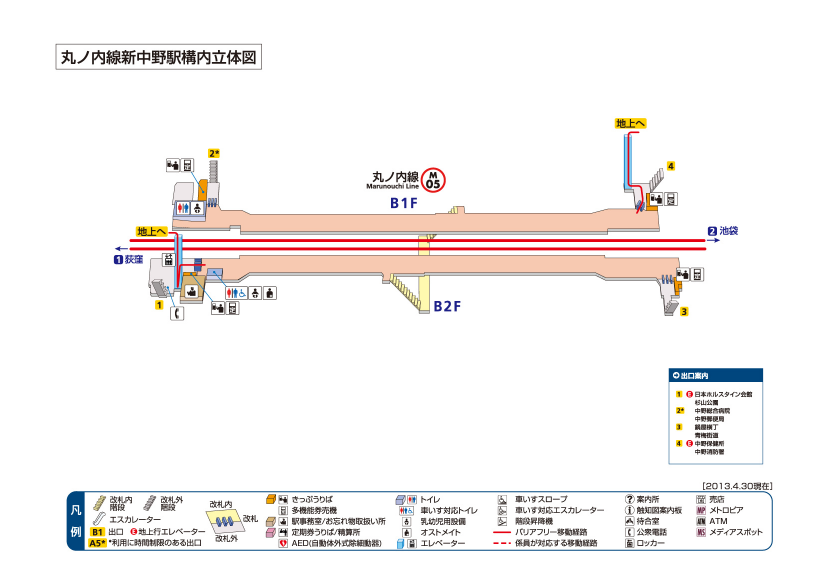 丸ノ内線新中野駅構内立体図
地上へ
2*
4
丸ノ内線
Marunouchi Line
M
05
B1F
地上へ
2 池袋
1 荻窪
B2F
1
3
出口案内
1 E 日本ホルスタイン会館
杉山公園
2* 中野総合病院
中野郵便局
3 鍋屋横丁
青梅街道
4 E 中野保健所
中野消防署
[2013.4.30現在]
凡例
改札内階段
改札外階段
エスカレーター
B1 出口 E 地上行エレベーター
A5* *利用に時間制限のある出口
改札内
改札
改札外
きっぷうりば
多機能券売機
駅事務室/お忘れ物取扱い所
定期券うりば/精算所
AED(自動体外式除細動器)
トイレ
車いす対応トイレ
乳幼児用設備
オストメイト
エレベーター
車いすスロープ
車いす対応エスカレーター
階段昇降機
バリアフリー移動経路
係員が対応する移動経路
? 案内所
i 触知図案内板
待合室
公衆電話
ロッカー
売店
MP メトロピア
ATM ATM
MS メディアスポット